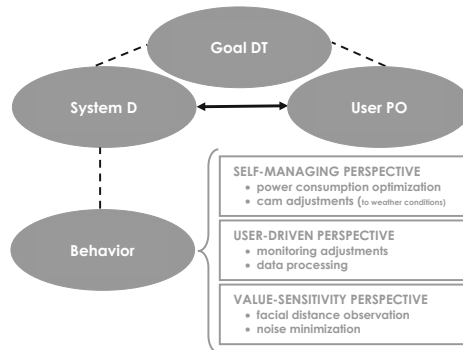 Goal DT
System D
User PO
Behavior
SELF-MANAGING PERSPECTIVE
• power consumption optimization
• cam adjustments (to weather conditions)
USER-DRIVEN PERSPECTIVE
• monitoring adjustments
• data processing
VALUE-SENSITIVITY PERSPECTIVE
• facial distance observation
• noise minimization